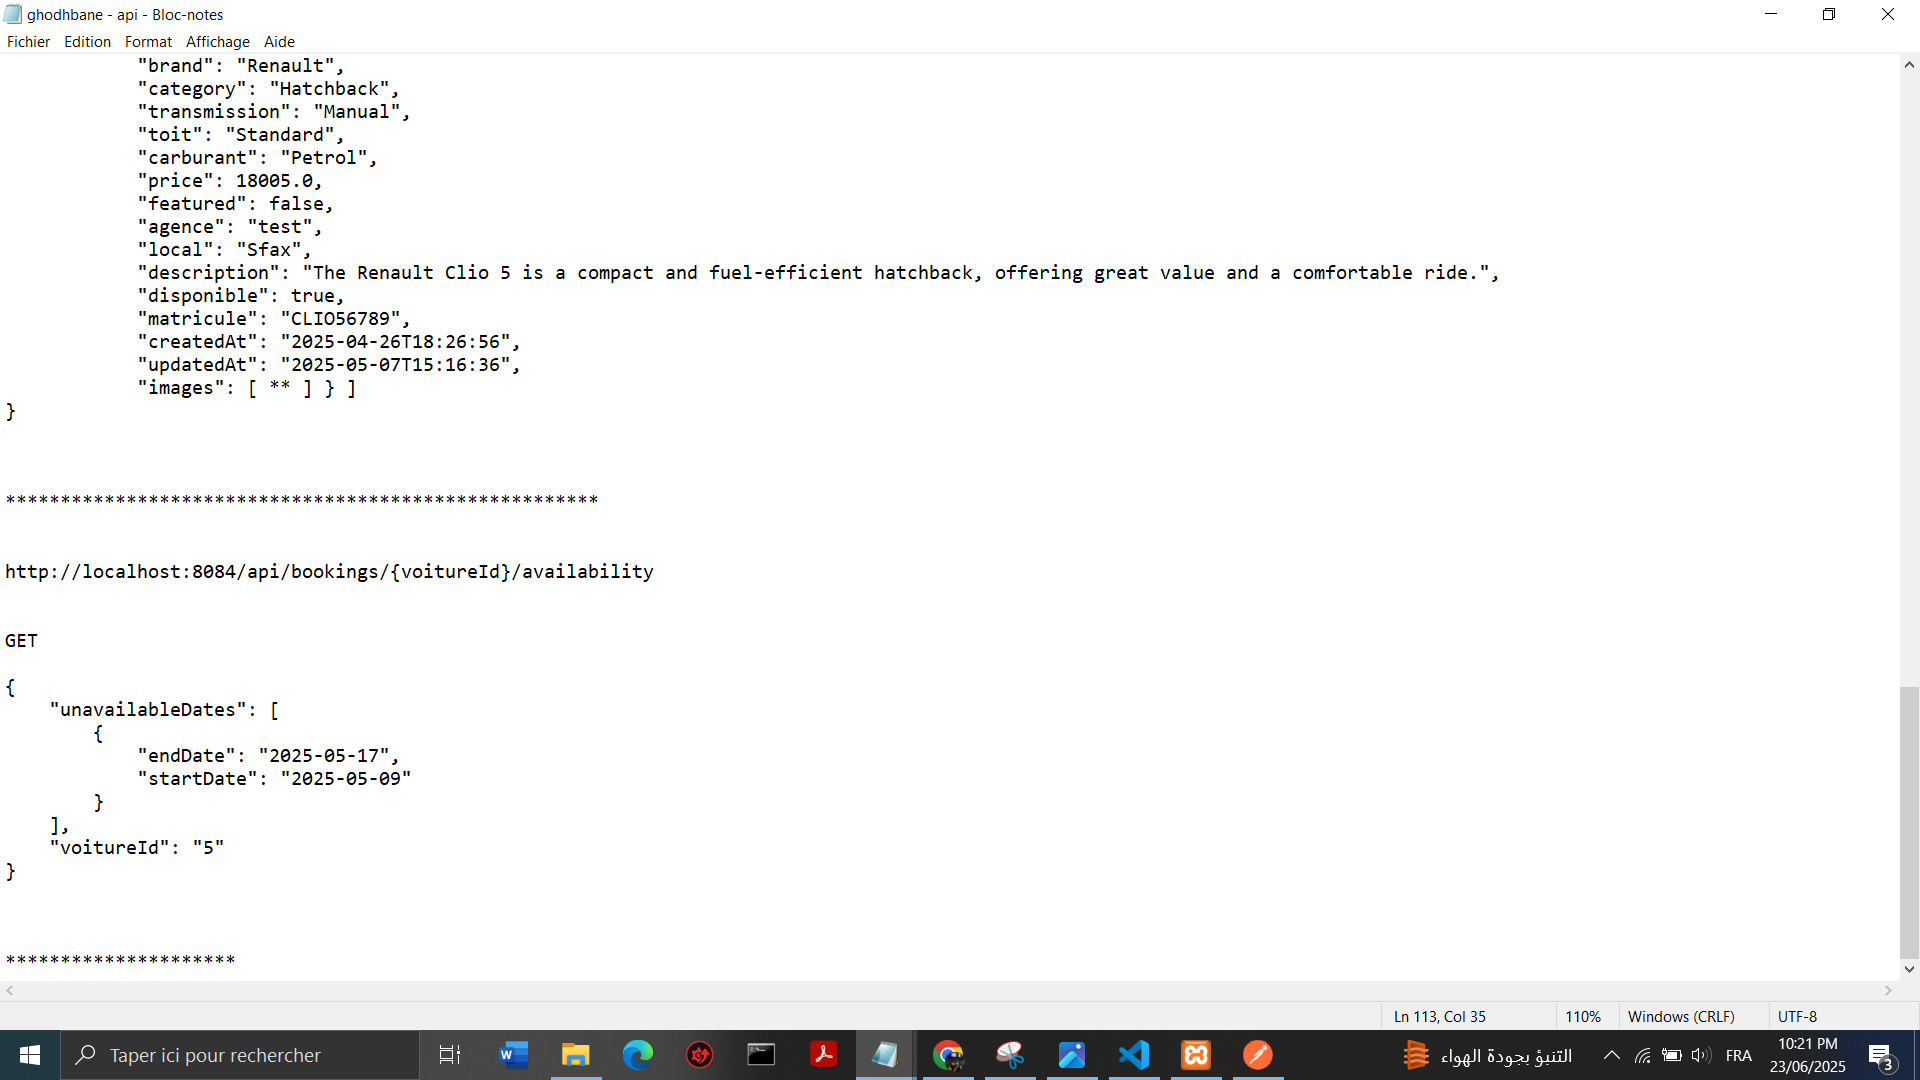 ghodhbane - api - Bloc-notes
Fichier Edition Format Affichage Aide
"brand": "Renault",
"category": "Hatchback",
"transmission": "Manual",
"toit": "Standard",
"carburant": "Petrol",
"price": 18005.0,
"featured": false,
"agence": "test",
"local": "Sfax",
"description": "The Renault Clio 5 is a compact and fuel-efficient hatchback, offering great value and a comfortable ride.",
"disponible": true,
"matricule": "CLIO56789",
"createdAt": "2025-04-26T18:26:56",
"updatedAt": "2025-05-07T15:16:36",
"images": [ ** ] } ]
}
******************************************************
http://localhost:8084/api/bookings/{voitureId}/availability
GET
{
"unavailableDates": [
{
"endDate": "2025-05-17",
"startDate": "2025-05-09"
}
],
"voitureId": "5"
}
*********************
Ln 113, Col 35 110% Windows (CRLF) UTF-8
Taper ici pour rechercher
التنبؤ بجودة الهواء
FRA
10:21 PM
23/06/2025
3